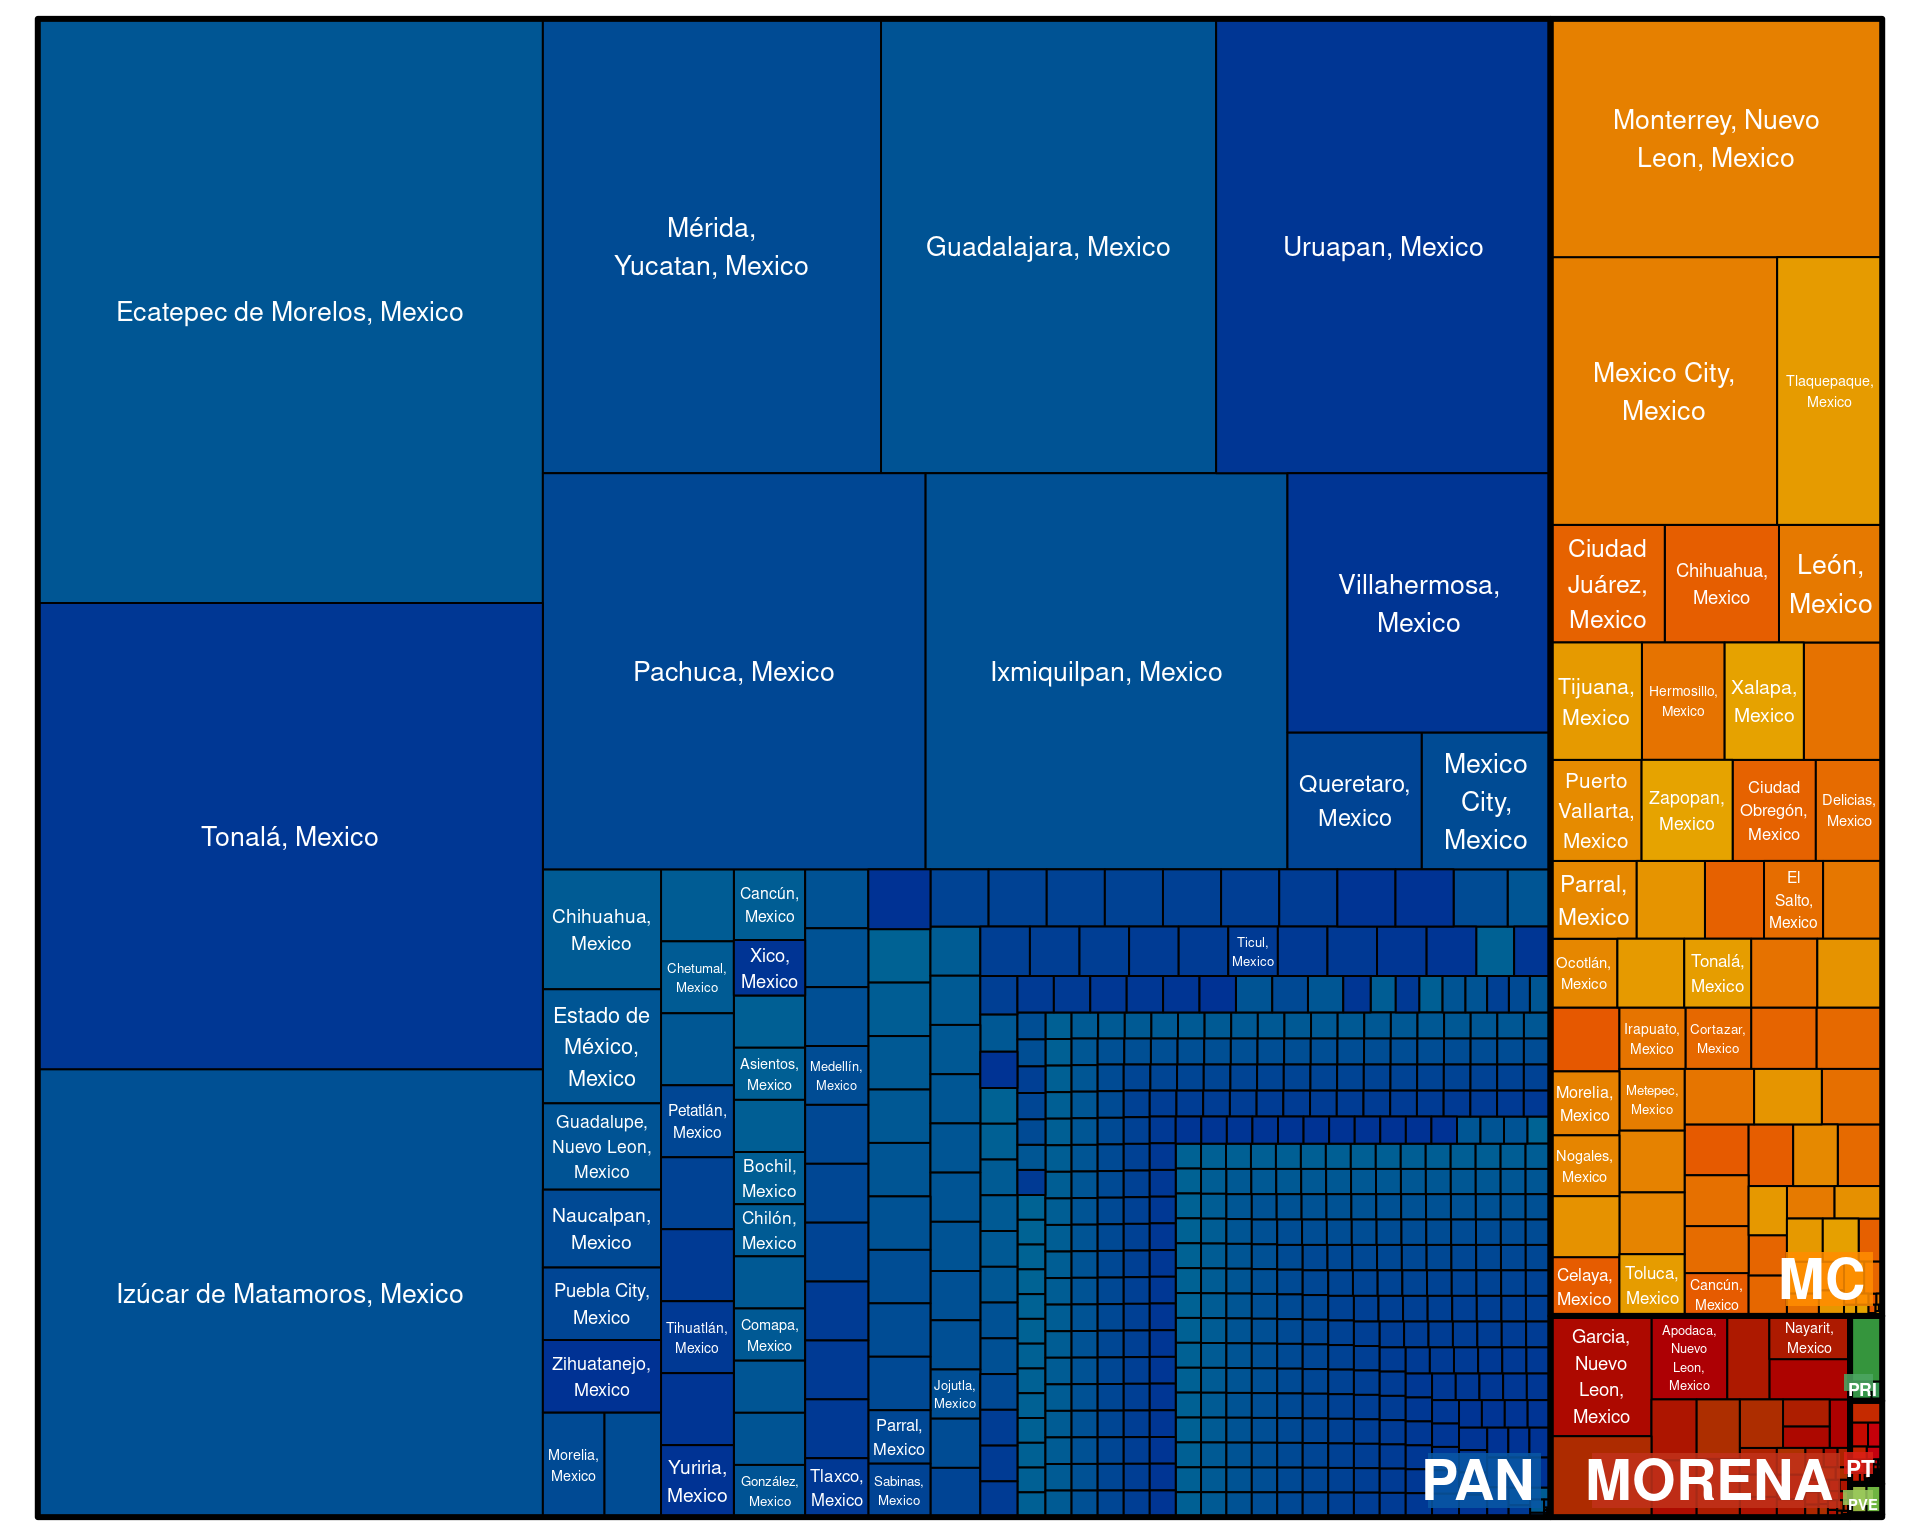 Ecatepec de Morelos, Mexico
Tonalá, Mexico
Izúcar de Matamoros, Mexico
Mérida,
Yucatan, Mexico
Guadalajara, Mexico
Uruapan, Mexico
Pachuca, Mexico
Ixmiquilpan, Mexico
Villahermosa,
Mexico
Queretaro,
Mexico
Mexico
City,
Mexico
Chihuahua,
Mexico
Estado de
México,
Mexico
Guadalupe,
Nuevo Leon,
Mexico
Naucalpan,
Mexico
Puebla City,
Mexico
Zihuatanejo,
Mexico
Morelia,
Mexico
Chetumal,
Mexico
Petatlán,
Mexico
Tihuatlán,
Mexico
Yuriria,
Mexico
Cancún,
Mexico
Xico,
Mexico
Asientos,
Mexico
Bochil,
Mexico
Chilón,
Mexico
Comapa,
Mexico
González,
Mexico
Medellín,
Mexico
Tlaxco,
Mexico
Parral,
Mexico
Sabinas,
Mexico
Jojutla,
Mexico
Ticul,
Mexico
PAN
Monterrey, Nuevo
Leon, Mexico
Mexico City,
Mexico
Tlaquepaque,
Mexico
Ciudad
Juárez,
Mexico
Chihuahua,
Mexico
León,
Mexico
Tijuana,
Mexico
Hermosillo,
Mexico
Xalapa,
Mexico
Puerto
Vallarta,
Mexico
Zapopan,
Mexico
Ciudad
Obregón,
Mexico
Delicias,
Mexico
Parral,
Mexico
El
Salto,
Mexico
Ocotlán,
Mexico
Tonalá,
Mexico
Irapuato,
Mexico
Cortazar,
Mexico
Morelia,
Mexico
Metepec,
Mexico
Nogales,
Mexico
Celaya,
Mexico
Toluca,
Mexico
Cancún,
Mexico
MC
Garcia,
Nuevo
Leon,
Mexico
Apodaca,
Nuevo
Leon,
Mexico
Nayarit,
Mexico
MORENA
PRI
PT
PVE